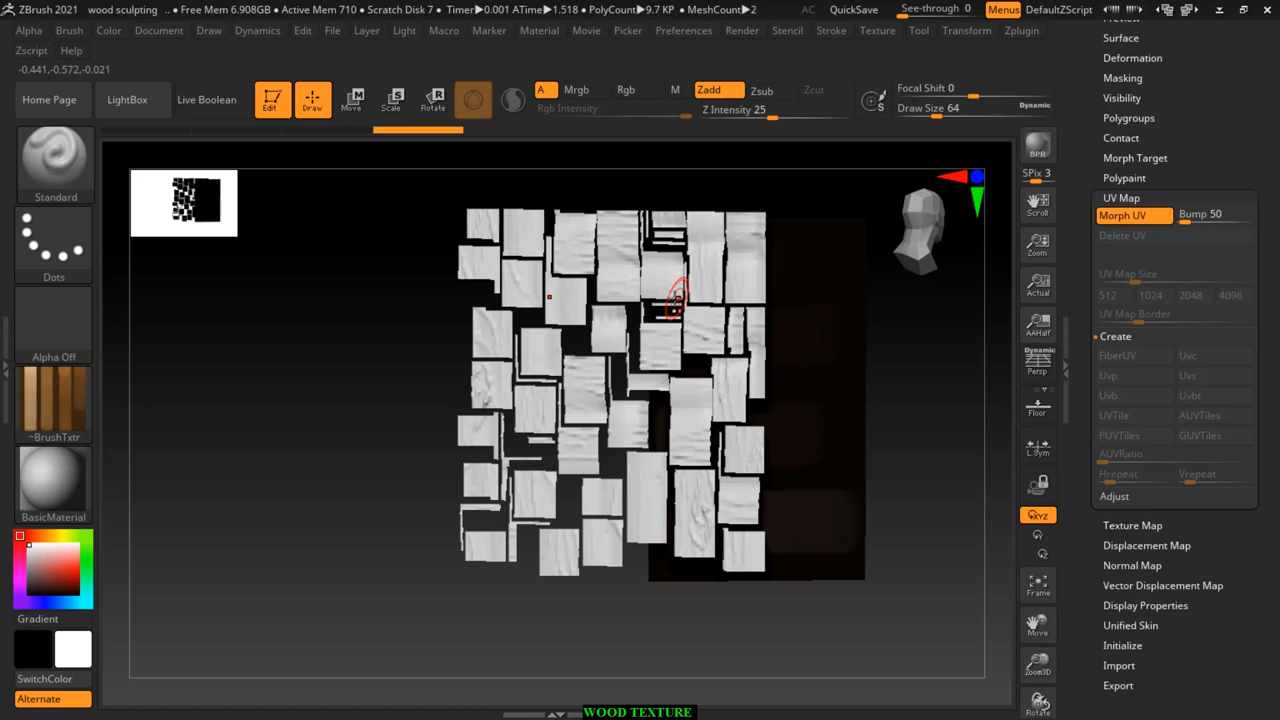 ZBrush 2021 wood sculpting .. • Free Mem 6.908GB • Active Mem 710 • Scratch Disk 7 • Timer▶0.001 ATime▶1.518 • PolyCount▶9.7 KP • MeshCount▶2 AC QuickSave See-through 0 Menus DefaultZScript
Alpha Brush Color Document Draw Dynamics Edit File Layer Light Macro Marker Material Movie Picker Preferences Render Stencil Stroke Texture Tool Transform Zplugin
Zscript Help
-0.441,-0.572,-0.021
Home Page LightBox Live Boolean Edit Draw Move Scale Rotate
A Mrgb Rgb M Zadd Zsub Zcut Focal Shift 0
Rgb Intensity Z Intensity 25 Draw Size 64 Dynamic
Standard
Dots
Alpha Off
~BrushTxtr
BasicMaterial
Gradient
SwitchColor
Alternate
BPR
SPix 3
Scroll
Zoom
Actual
AAHalf
Dynamic
Persp
Floor
L.Sym
XYZ
Frame
Move
Zoom3D
Rotate
Surface
Deformation
Masking
Visibility
Polygroups
Contact
Morph Target
Polypaint
UV Map
Morph UV Bump 50
Delete UV
UV Map Size
512 1024 2048 4096
UV Map Border
Create
FiberUV Uvc
Uvp Uvs
Uvb Uvbt
UVTile AUVTiles
PUVTiles GUVTiles
AUVRatio
Hrepeat Vrepeat
Adjust
Texture Map
Displacement Map
Normal Map
Vector Displacement Map
Display Properties
Unified Skin
Initialize
Import
Export
WOOD TEXTURE